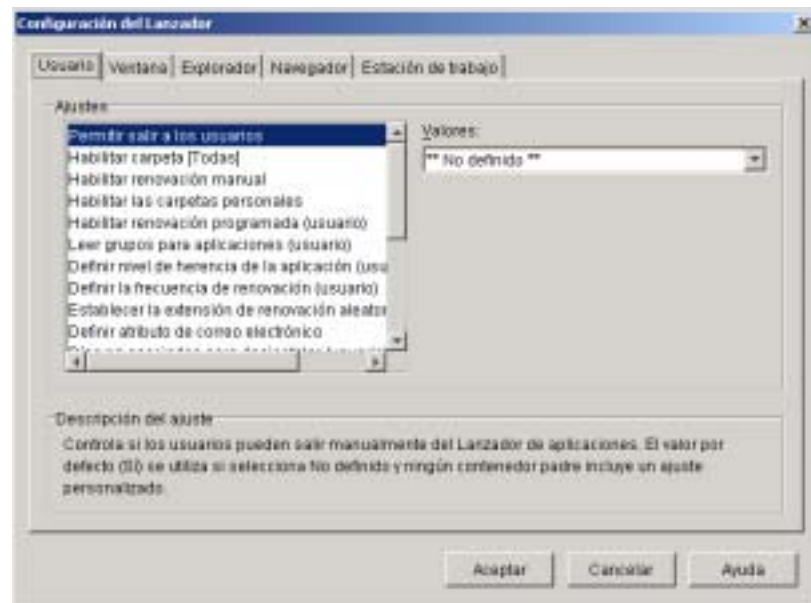 Configuración del Lanzador
Usuario Ventana Explorador Navegador Estación de trabajo
Ajustes
Permitir salir a los usuarios
Habilitar carpeta [Todas]
Habilitar renovación manual
Habilitar las carpetas personales
Habilitar renovación programada (usuario)
Leer grupos para aplicaciones (usuario)
Definir nivel de herencia de la aplicación (usu
Definir la frecuencia de renovación (usuario)
Establecer la extensión de renovación aleator
Definir atributo de correo electrónico
Valores:
** No definido **
Descripción del ajuste
Controla si los usuarios pueden salir manualmente del Lanzador de aplicaciones. El valor por
defecto (Sí) se utiliza si selecciona No definido y ningún contenedor padre incluye un ajuste
personalizado.
Aceptar Cancelar Ayuda